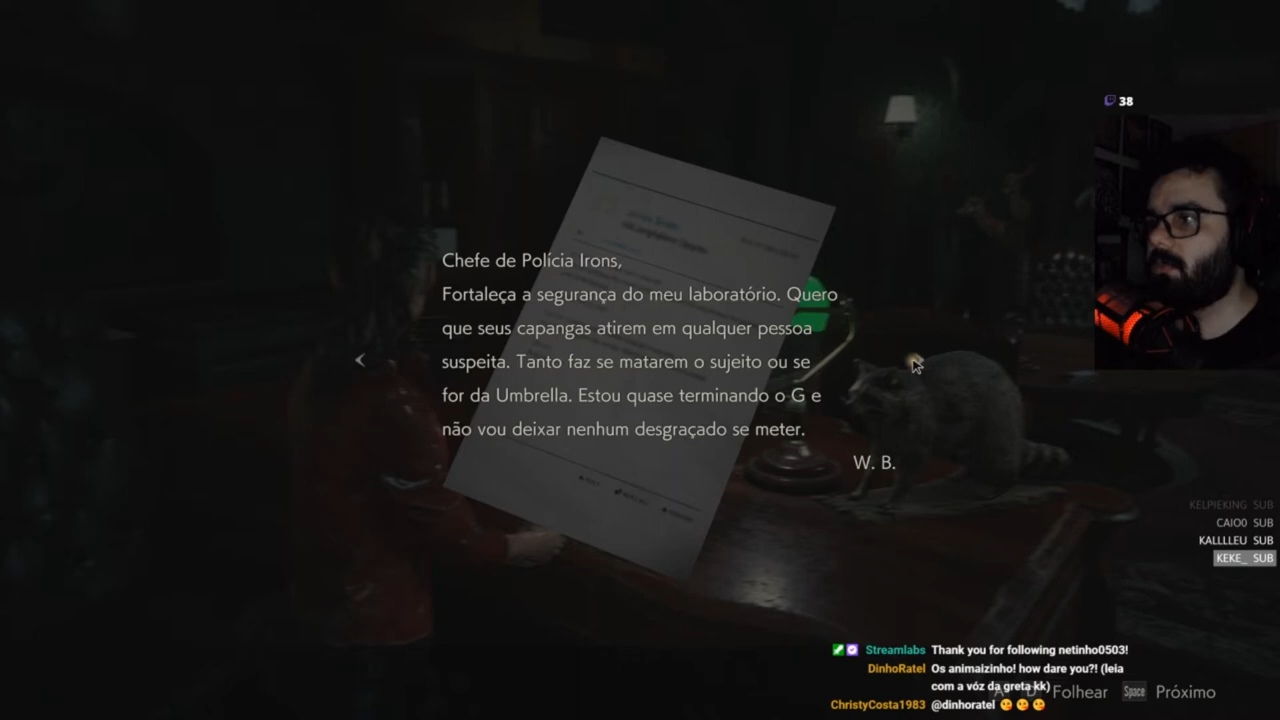 38
Chefe de Polícia Irons,
Fortaleça a segurança do meu laboratório. Quero
que seus capangas atirem em qualquer pessoa
suspeita. Tanto faz se matarem o sujeito ou se
for da Umbrella. Estou quase terminando o G e
não vou deixar nenhum desgraçado se meter.
W. B.
KELPIEKING SUB
CAIO0 SUB
KALLLLEU SUB
KEKE_ SUB
Streamlabs Thank you for following netinho0503!
DinhoRatel Os animaizinho! how dare you?! (leia
com a vóz da greta kk)
ChristyCosta1983 @dinhoratel
Folhear Space Próximo